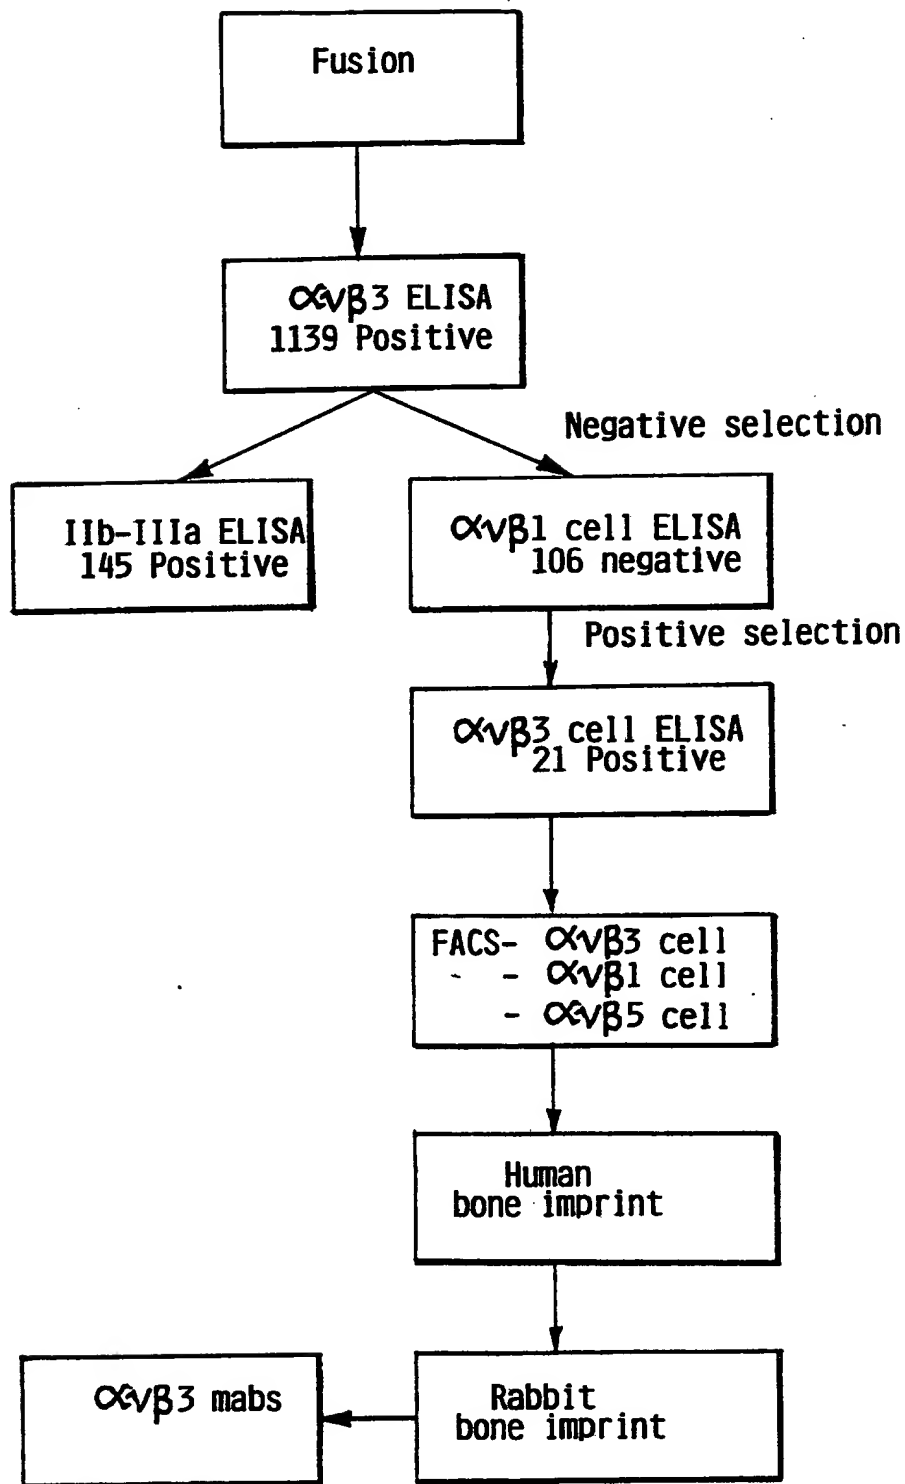 Fusion
αvβ3 ELISA
1139 Positive
Negative selection
IIb-IIIa ELISA
145 Positive
αvβ1 cell ELISA
106 negative
Positive selection
αvβ3 cell ELISA
21 Positive
FACS- αvβ3 cell
- αvβ1 cell
- αvβ5 cell
Human
bone imprint
Rabbit
bone imprint
αvβ3 mabs